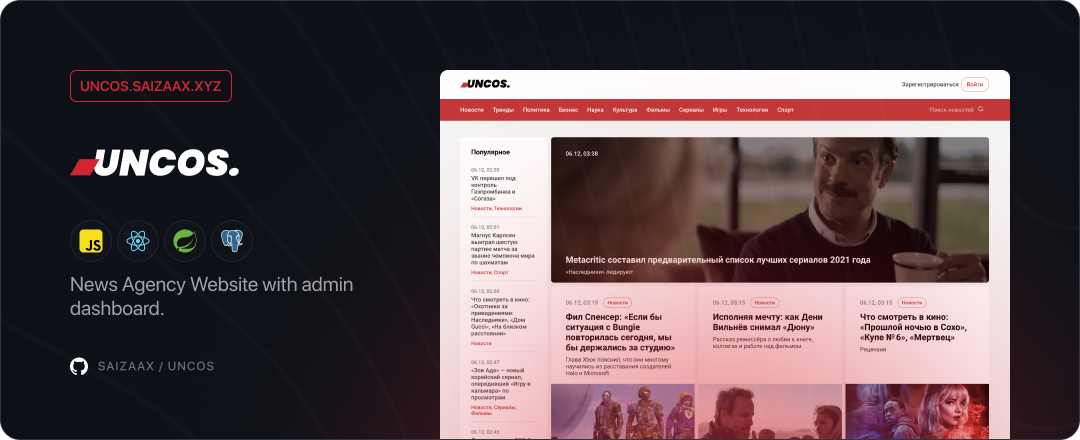 UNCOS.SAIZAAX.XYZ
UNCOS.
JS
News Agency Website with admin
dashboard.
SAIZAAX / UNCOS
UNCOS.
Зарегистрироваться
Войти
Новости Тренды Политика Бизнес Наука Культура Фильмы Сериалы Игры Технологии Спорт
Поиск новостей
Популярное
06.12, 02:55
VK перешел под
контроль
Газпромбанка и
«Согаза»
Новости, Технологии
06.12, 02:51
Магнус Карлсен
выиграл шестую
партию матча за
звание чемпиона мира
по шахматам
Новости, Спорт
06.12, 02:50
Что смотреть в кино:
«Охотники за
привидениями:
Наследники», «Дом
Gucci», «На близком
расстоянии»
Новости
06.12, 02:47
«Зов Ада» — новый
корейский сериал,
опередивший «Игру в
кальмара» по
просмотрам
Новости, Сериалы,
Фильмы
06.12, 02:45
06.12, 03:38
Metacritic составил предварительный список лучших сериалов 2021 года
«Наследники» лидируют
06.12, 03:19 Новости
Фил Спенсер: «Если бы
ситуация с Bungie
повторилась сегодня, мы
бы держались за студию»
Глава Xbox пояснил, что они многому
научились из расставания создателей
Halo и Microsoft.
06.12, 03:15 Новости
Исполняя мечту: как Дени
Вильнёв снимал «Дюну»
Рассказ режиссёра о любви к книге,
коллегах и работе над фильмом.
06.12, 03:15 Новости
Что смотреть в кино:
«Прошлой ночью в Сохо»,
«Купе № 6», «Мертвец»
Рецензии